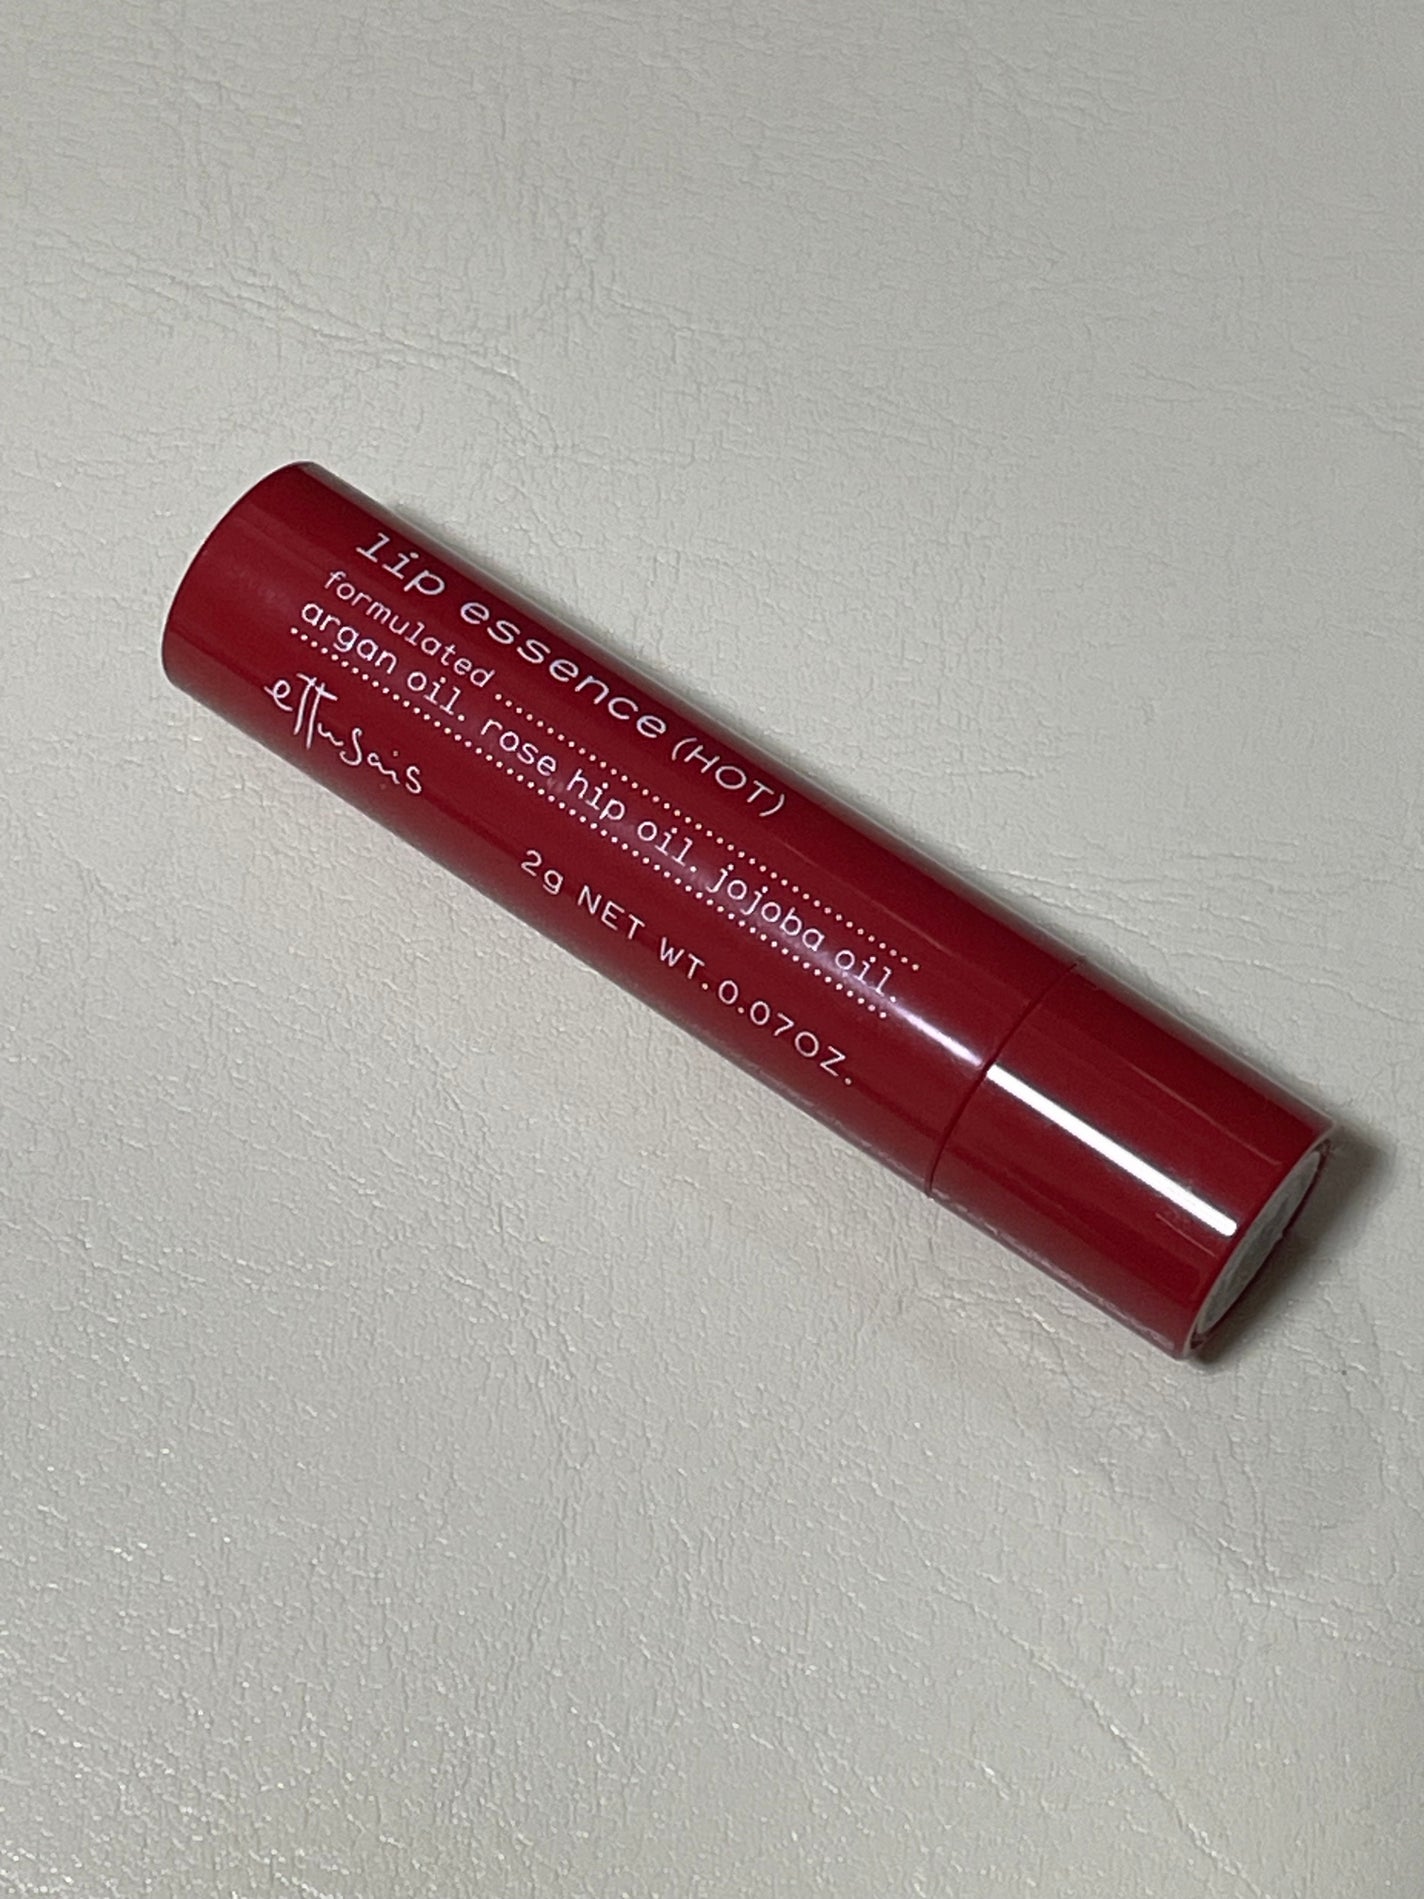 lip essence (HOT)
formulated
argan oil. rose hip oil. jojoba oil.
ettusais
2g NET WT.0.07OZ.